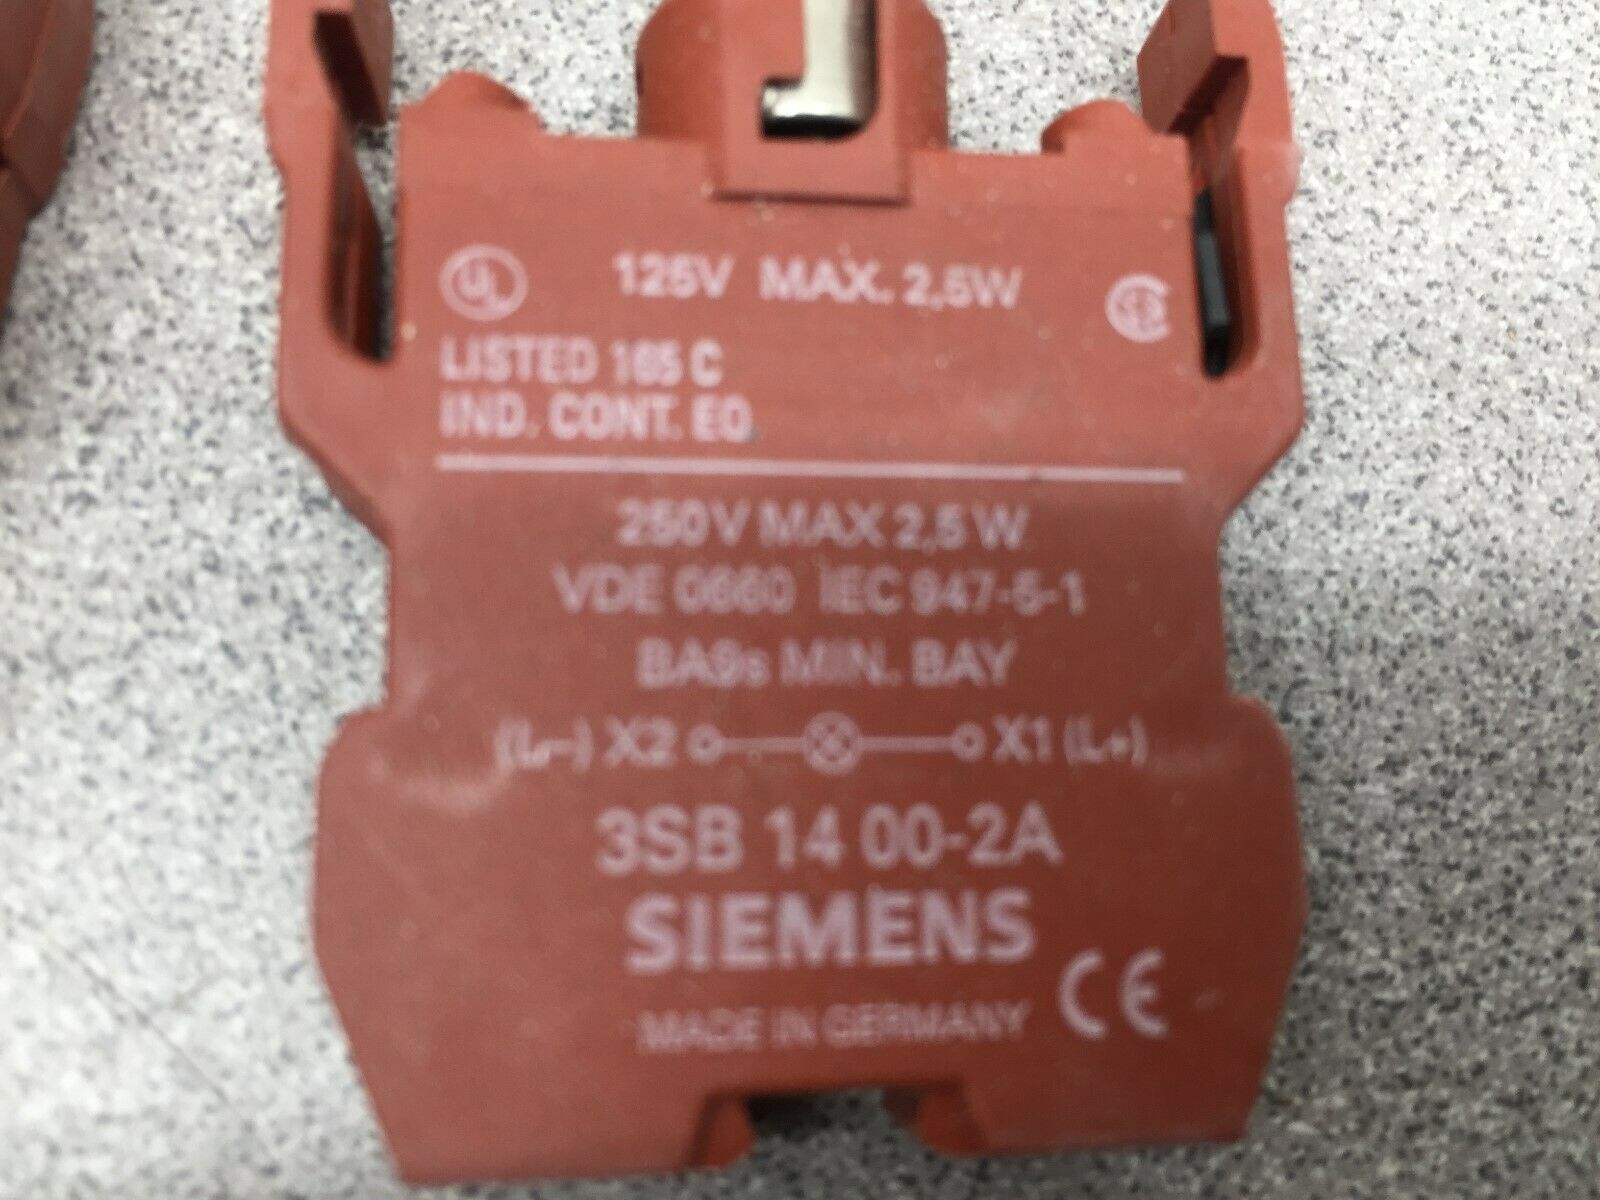 UL
125V MAX. 2,5W
LISTED 165 C
IND. CONT. EQ.
250V MAX 2,5 W
VDE 0660 IEC 947-5-1
BA9s MIN. BAY
(L-) X2 X1 (L+)
3SB 14 00-2A
SIEMENS
MADE IN GERMANY
CE